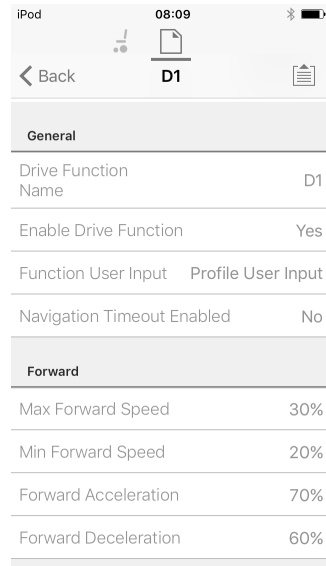 iPod 08:09
Back D1
General
Drive Function
Name D1
Enable Drive Function Yes
Function User Input Profile User Input
Navigation Timeout Enabled No
Forward
Max Forward Speed 30%
Min Forward Speed 20%
Forward Acceleration 70%
Forward Deceleration 60%